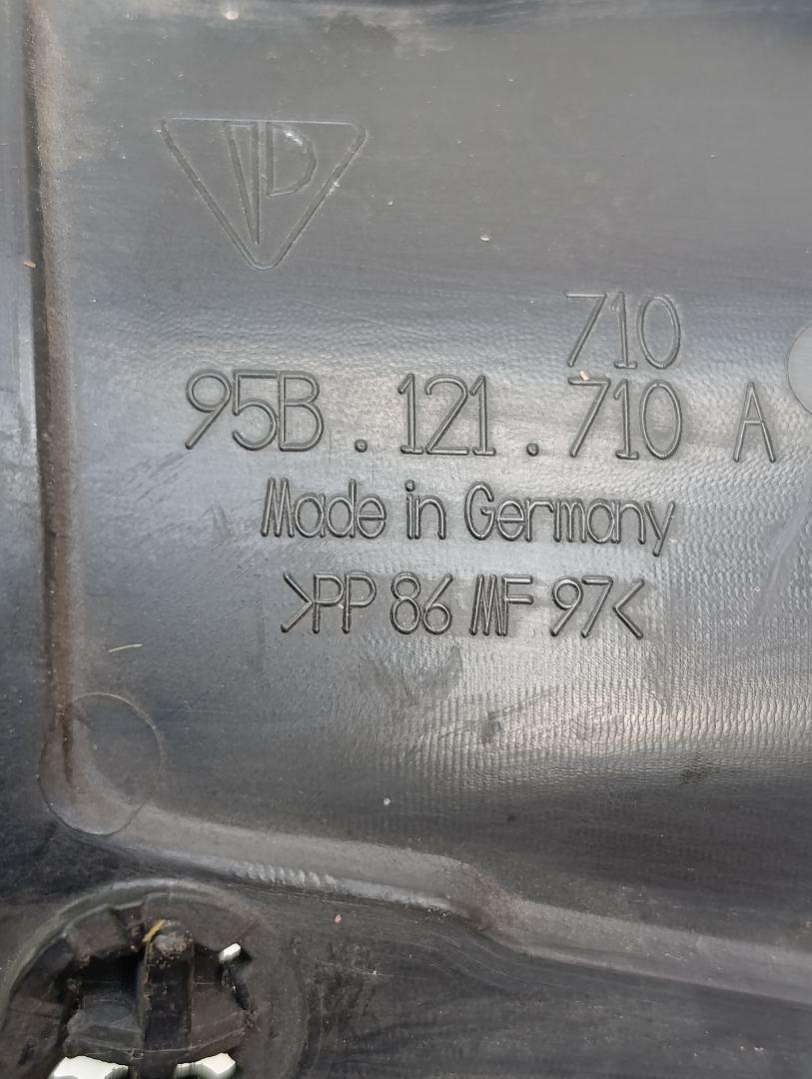 710
95B.121.710 A
Made in Germany
>PP 86 MF 97<